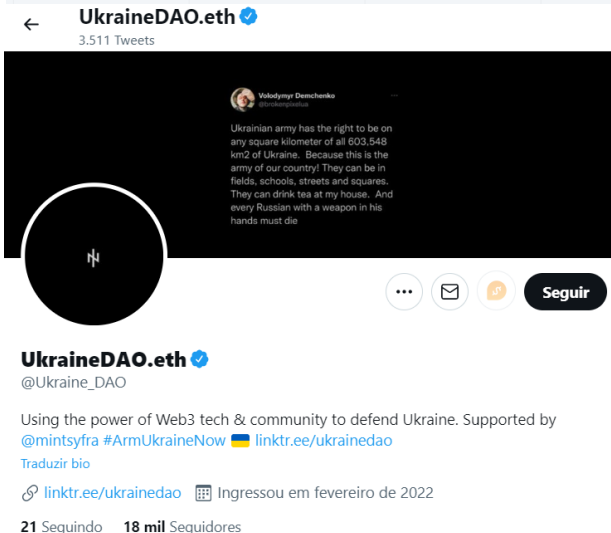 UkraineDAO.eth
3.511 Tweets
Volodymyr Demchenko
@brokenpixelua
Ukrainian army has the right to be on
any square kilometer of all 603,548
km2 of Ukraine. Because this is the
army of our country! They can be in
fields, schools, streets and squares.
They can drink tea at my house. And
every Russian with a weapon in his
hands must die
Seguir
UkraineDAO.eth
@Ukraine_DAO
Using the power of Web3 tech & community to defend Ukraine. Supported by
@mintsyfra #ArmUkraineNow 🇺🇦 linktr.ee/ukrainedao
Traduzir bio
linktr.ee/ukrainedao Ingressou em fevereiro de 2022
21 Seguindo 18 mil Seguidores